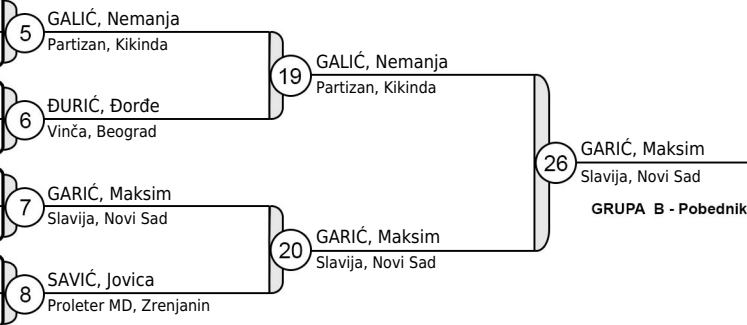 5
GALIĆ, Nemanja
Partizan, Kikinda
6
ĐURIĆ, Đorđe
Vinča, Beograd
7
GARIĆ, Maksim
Slavija, Novi Sad
8
SAVIĆ, Jovica
Proleter MD, Zrenjanin
19
GALIĆ, Nemanja
Partizan, Kikinda
20
GARIĆ, Maksim
Slavija, Novi Sad
26
GARIĆ, Maksim
Slavija, Novi Sad
GRUPA B - Pobednik